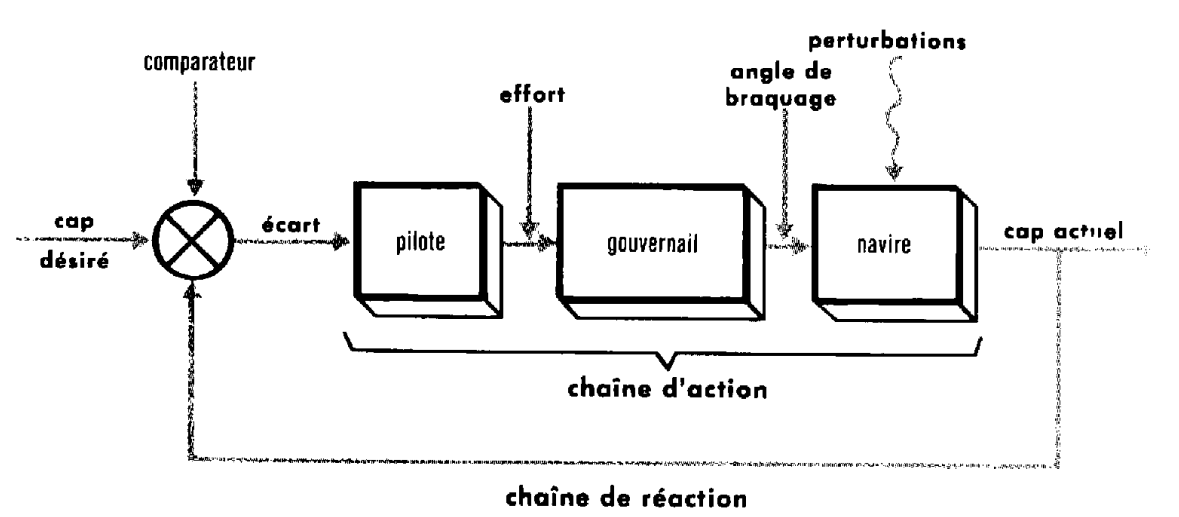 perturbations
comparateur
angle de
braquage
effort
cap
désiré
écart
pilote
gouvernail
navire
cap actuel
chaîne d'action
chaîne de réaction